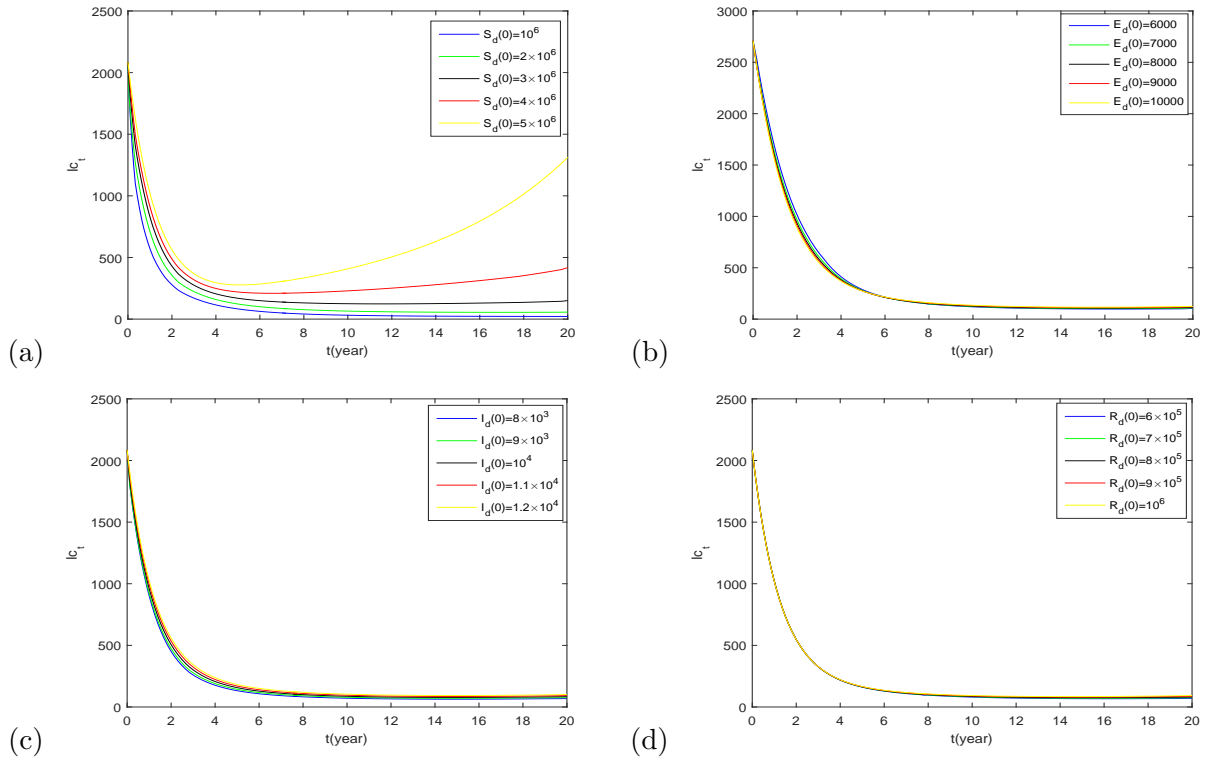 2500
2000
1500
1000
500
0
0 2 4 6 8 10 12 14 16 18 20
Ic_t
t(year)
S_d(0)=10^6
S_d(0)=2×10^6
S_d(0)=3×10^6
S_d(0)=4×10^6
S_d(0)=5×10^6
(a)
3000
2500
2000
1500
1000
500
0
0 2 4 6 8 10 12 14 16 18 20
Ic_t
t(year)
E_d(0)=6000
E_d(0)=7000
E_d(0)=8000
E_d(0)=9000
E_d(0)=10000
(b)
2500
2000
1500
1000
500
0
0 2 4 6 8 10 12 14 16 18 20
Ic_t
t(year)
I_d(0)=8×10^3
I_d(0)=9×10^3
I_d(0)=10^4
I_d(0)=1.1×10^4
I_d(0)=1.2×10^4
(c)
2500
2000
1500
1000
500
0
0 2 4 6 8 10 12 14 16 18 20
Ic_t
t(year)
R_d(0)=6×10^5
R_d(0)=7×10^5
R_d(0)=8×10^5
R_d(0)=9×10^5
R_d(0)=10^6
(d)